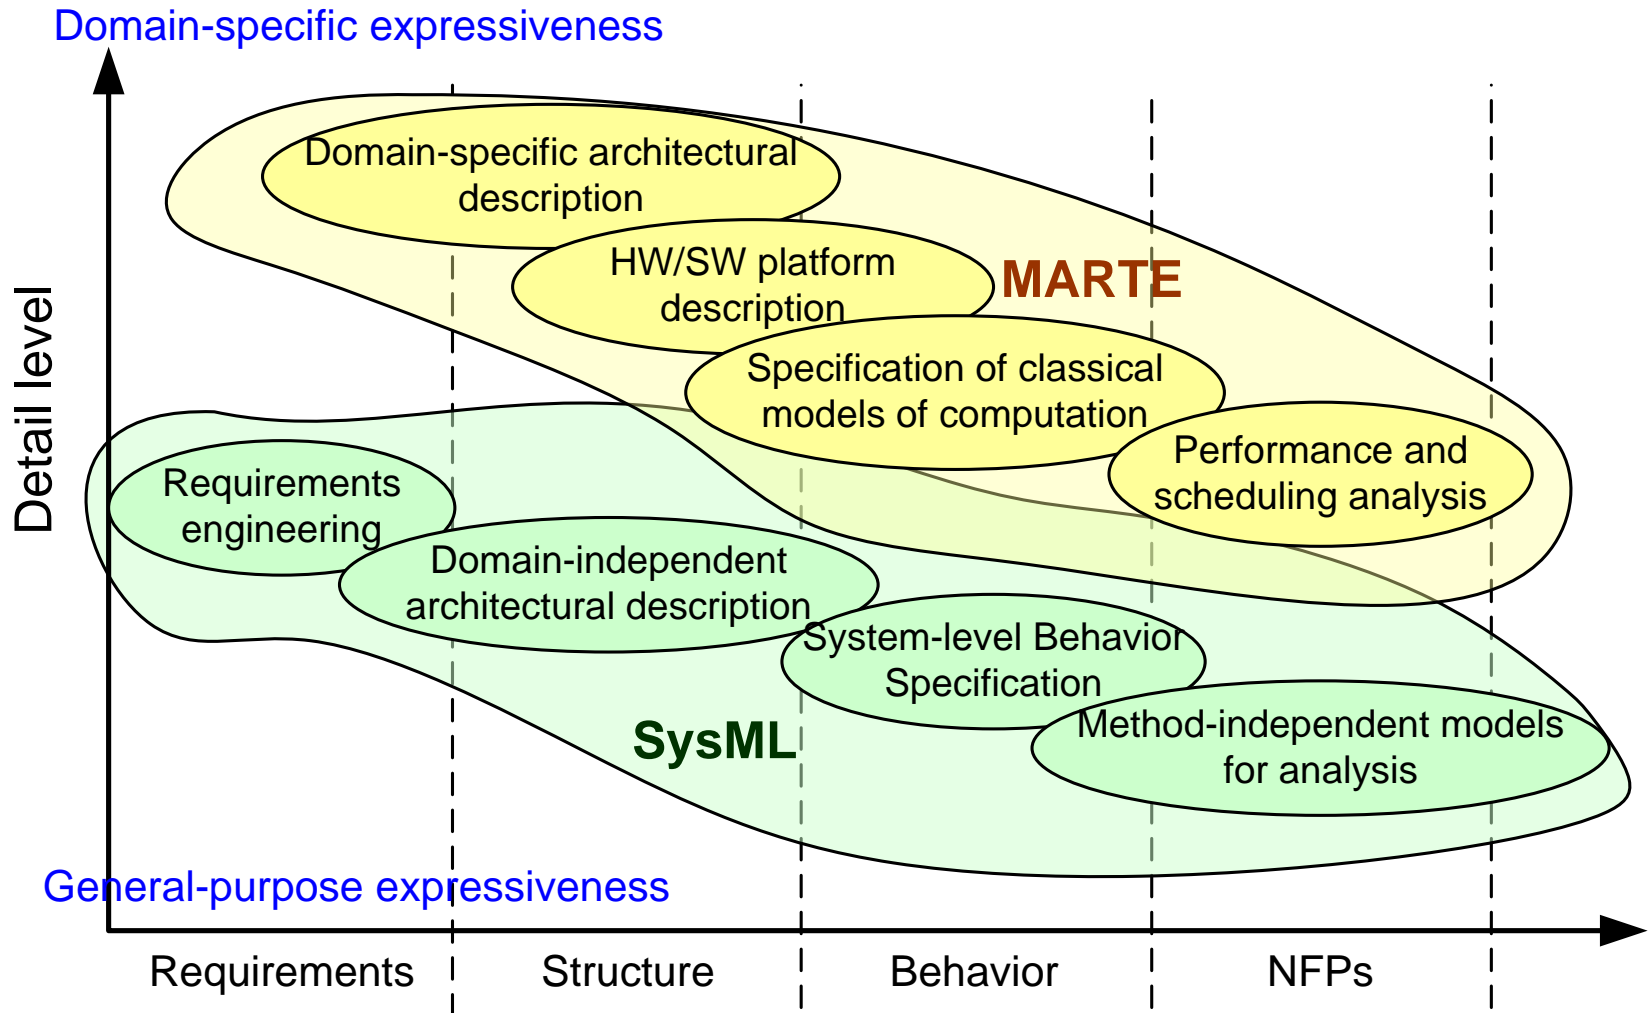 Domain-specific expressiveness
Detail level
Domain-specific architectural
description
HW/SW platform
description
MARTE
Specification of classical
models of computation
Performance and
scheduling analysis
Requirements
engineering
Domain-independent
architectural description
System-level Behavior
Specification
SysML
Method-independent models
for analysis
General-purpose expressiveness
Requirements
Structure
Behavior
NFPs